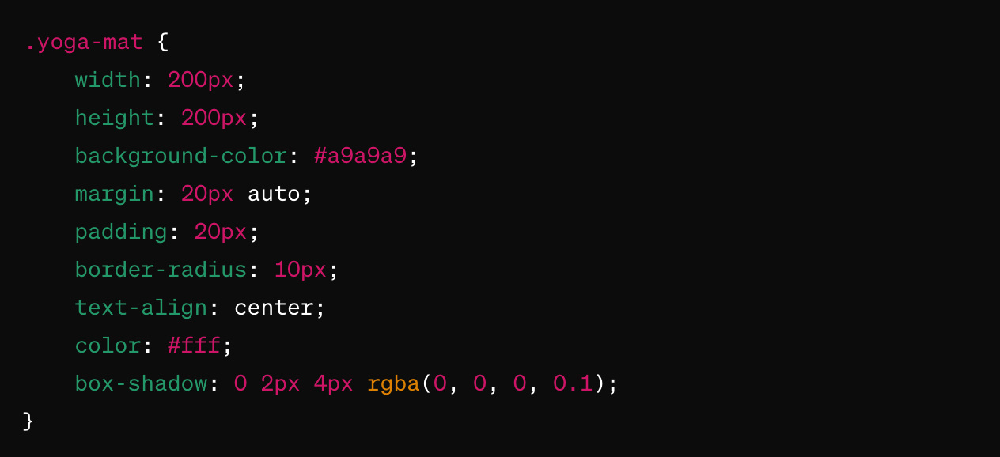 .yoga-mat {
    width: 200px;
    height: 200px;
    background-color: #a9a9a9;
    margin: 20px auto;
    padding: 20px;
    border-radius: 10px;
    text-align: center;
    color: #fff;
    box-shadow: 0 2px 4px rgba(0, 0, 0, 0.1);
}